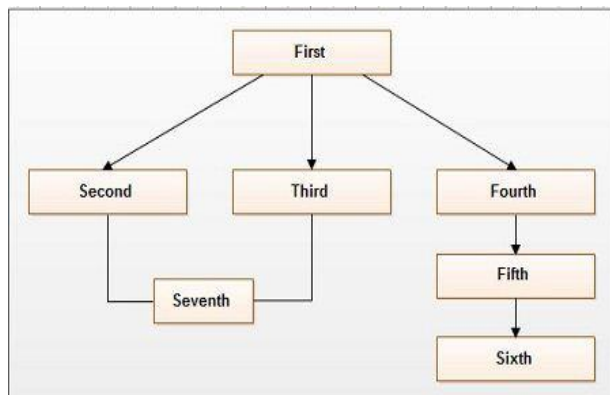 First
Second
Third
Fourth
Fifth
Seventh
Sixth